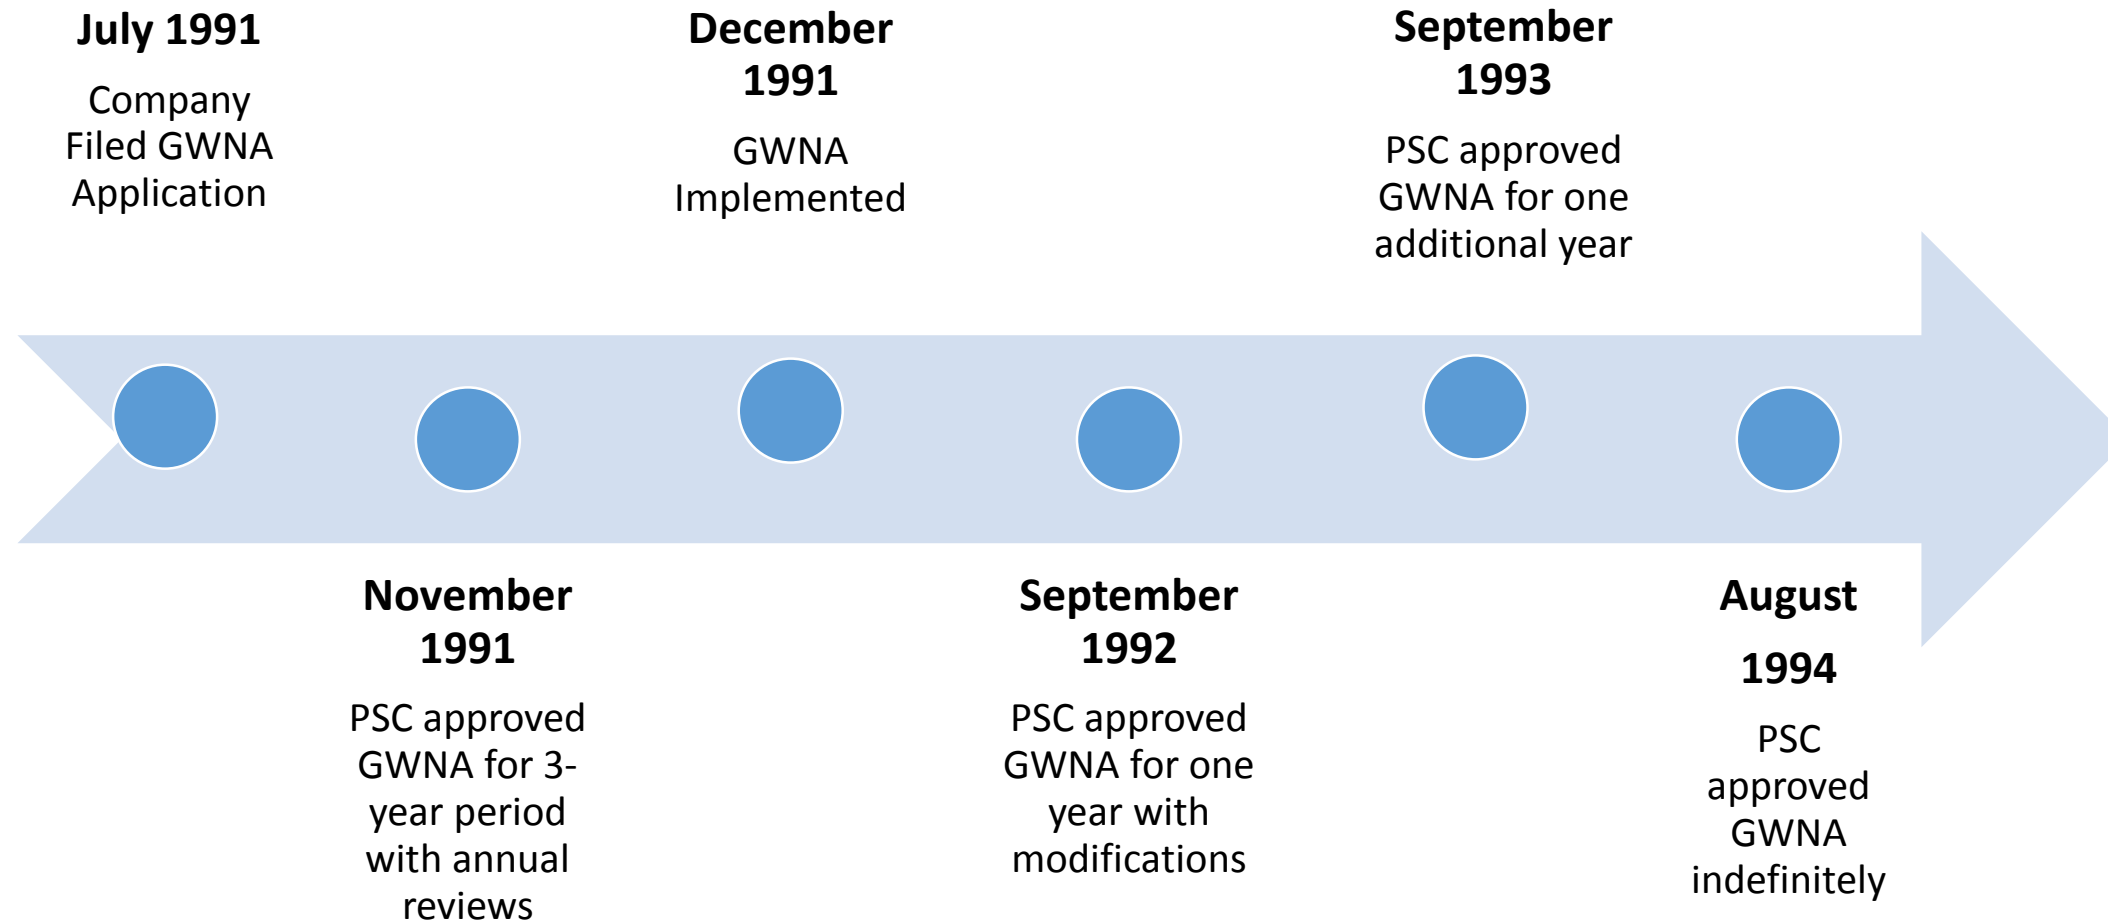 July 1991
Company
Filed GWNA
Application
November
1991
PSC approved
GWNA for 3-
year period
with annual
reviews
December
1991
GWNA
Implemented
September
1992
PSC approved
GWNA for one
year with
modifications
September
1993
PSC approved
GWNA for one
additional year
August
1994
PSC
approved
GWNA
indefinitely